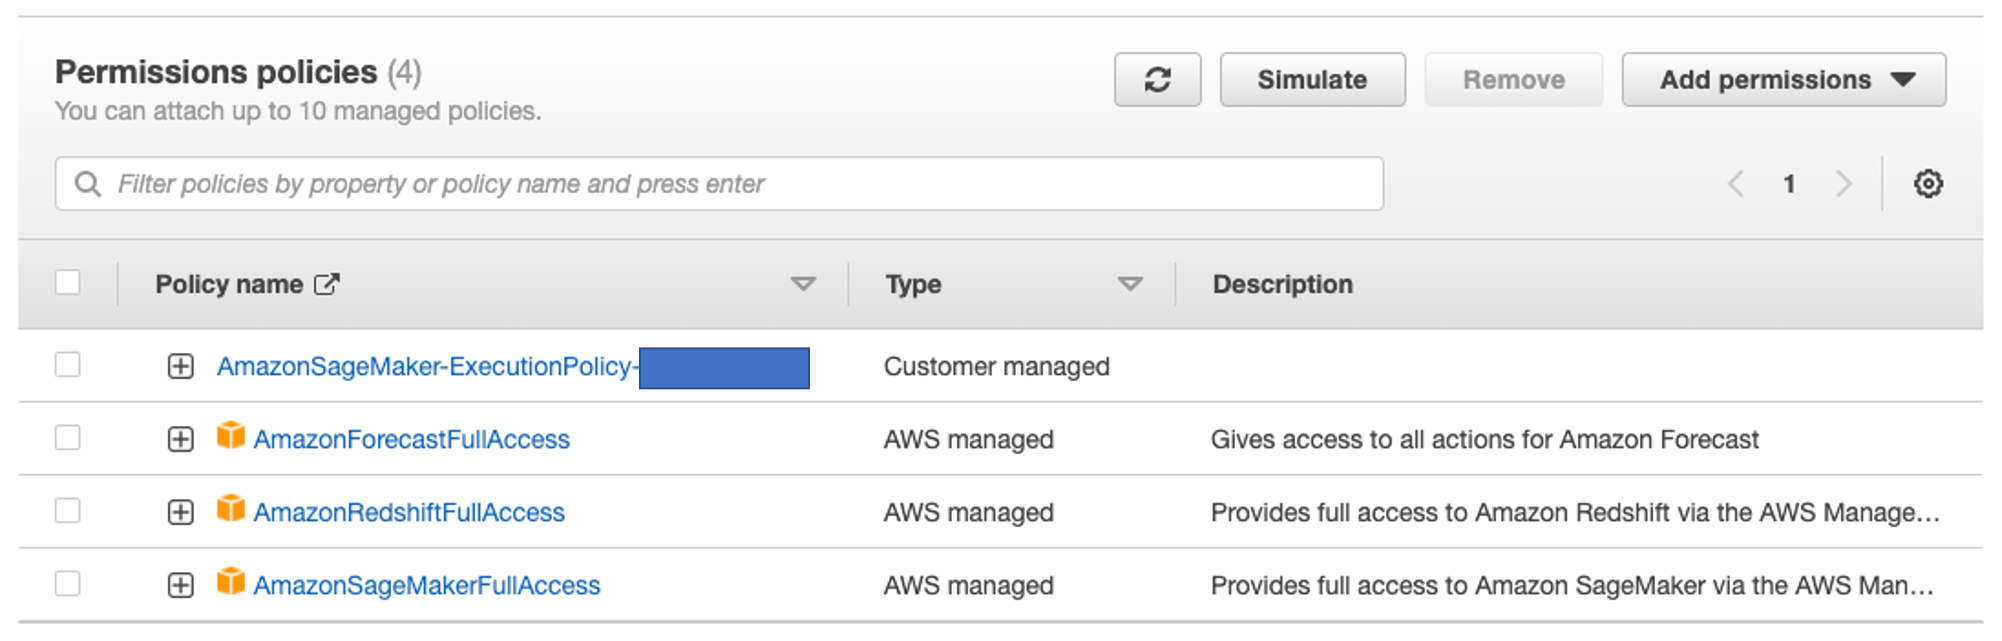 Permissions policies (4)
You can attach up to 10 managed policies.
Simulate
Remove
Add permissions
Filter policies by property or policy name and press enter
1
Policy name Type Description
AmazonSageMaker-ExecutionPolicy- Customer managed
AmazonForecastFullAccess AWS managed Gives access to all actions for Amazon Forecast
AmazonRedshiftFullAccess AWS managed Provides full access to Amazon Redshift via the AWS Manage...
AmazonSageMakerFullAccess AWS managed Provides full access to Amazon SageMaker via the AWS Man...